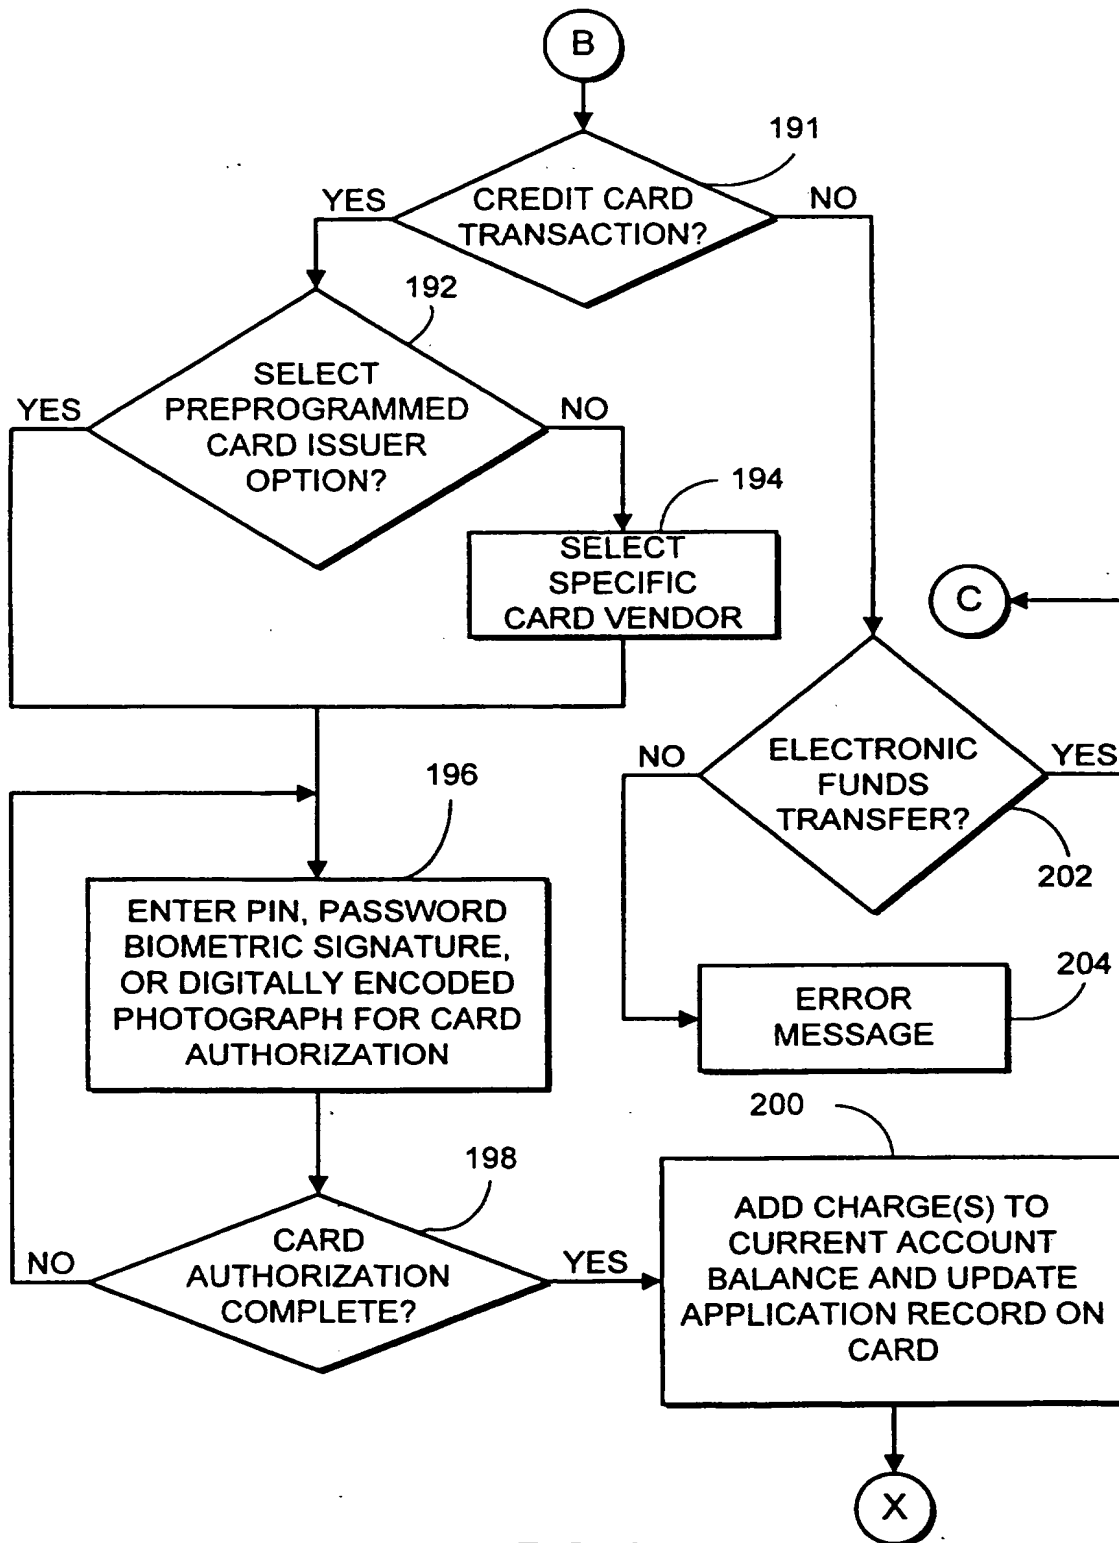 B
191
CREDIT CARD
TRANSACTION?
YES
NO
192
SELECT
PREPROGRAMMED
CARD ISSUER
OPTION?
YES
NO
194
SELECT
SPECIFIC
CARD VENDOR
C
ELECTRONIC
FUNDS
TRANSFER?
NO
YES
202
196
ENTER PIN, PASSWORD
BIOMETRIC SIGNATURE,
OR DIGITALLY ENCODED
PHOTOGRAPH FOR CARD
AUTHORIZATION
204
ERROR
MESSAGE
198
CARD
AUTHORIZATION
COMPLETE?
NO
YES
200
ADD CHARGE(S) TO
CURRENT ACCOUNT
BALANCE AND UPDATE
APPLICATION RECORD ON
CARD
X